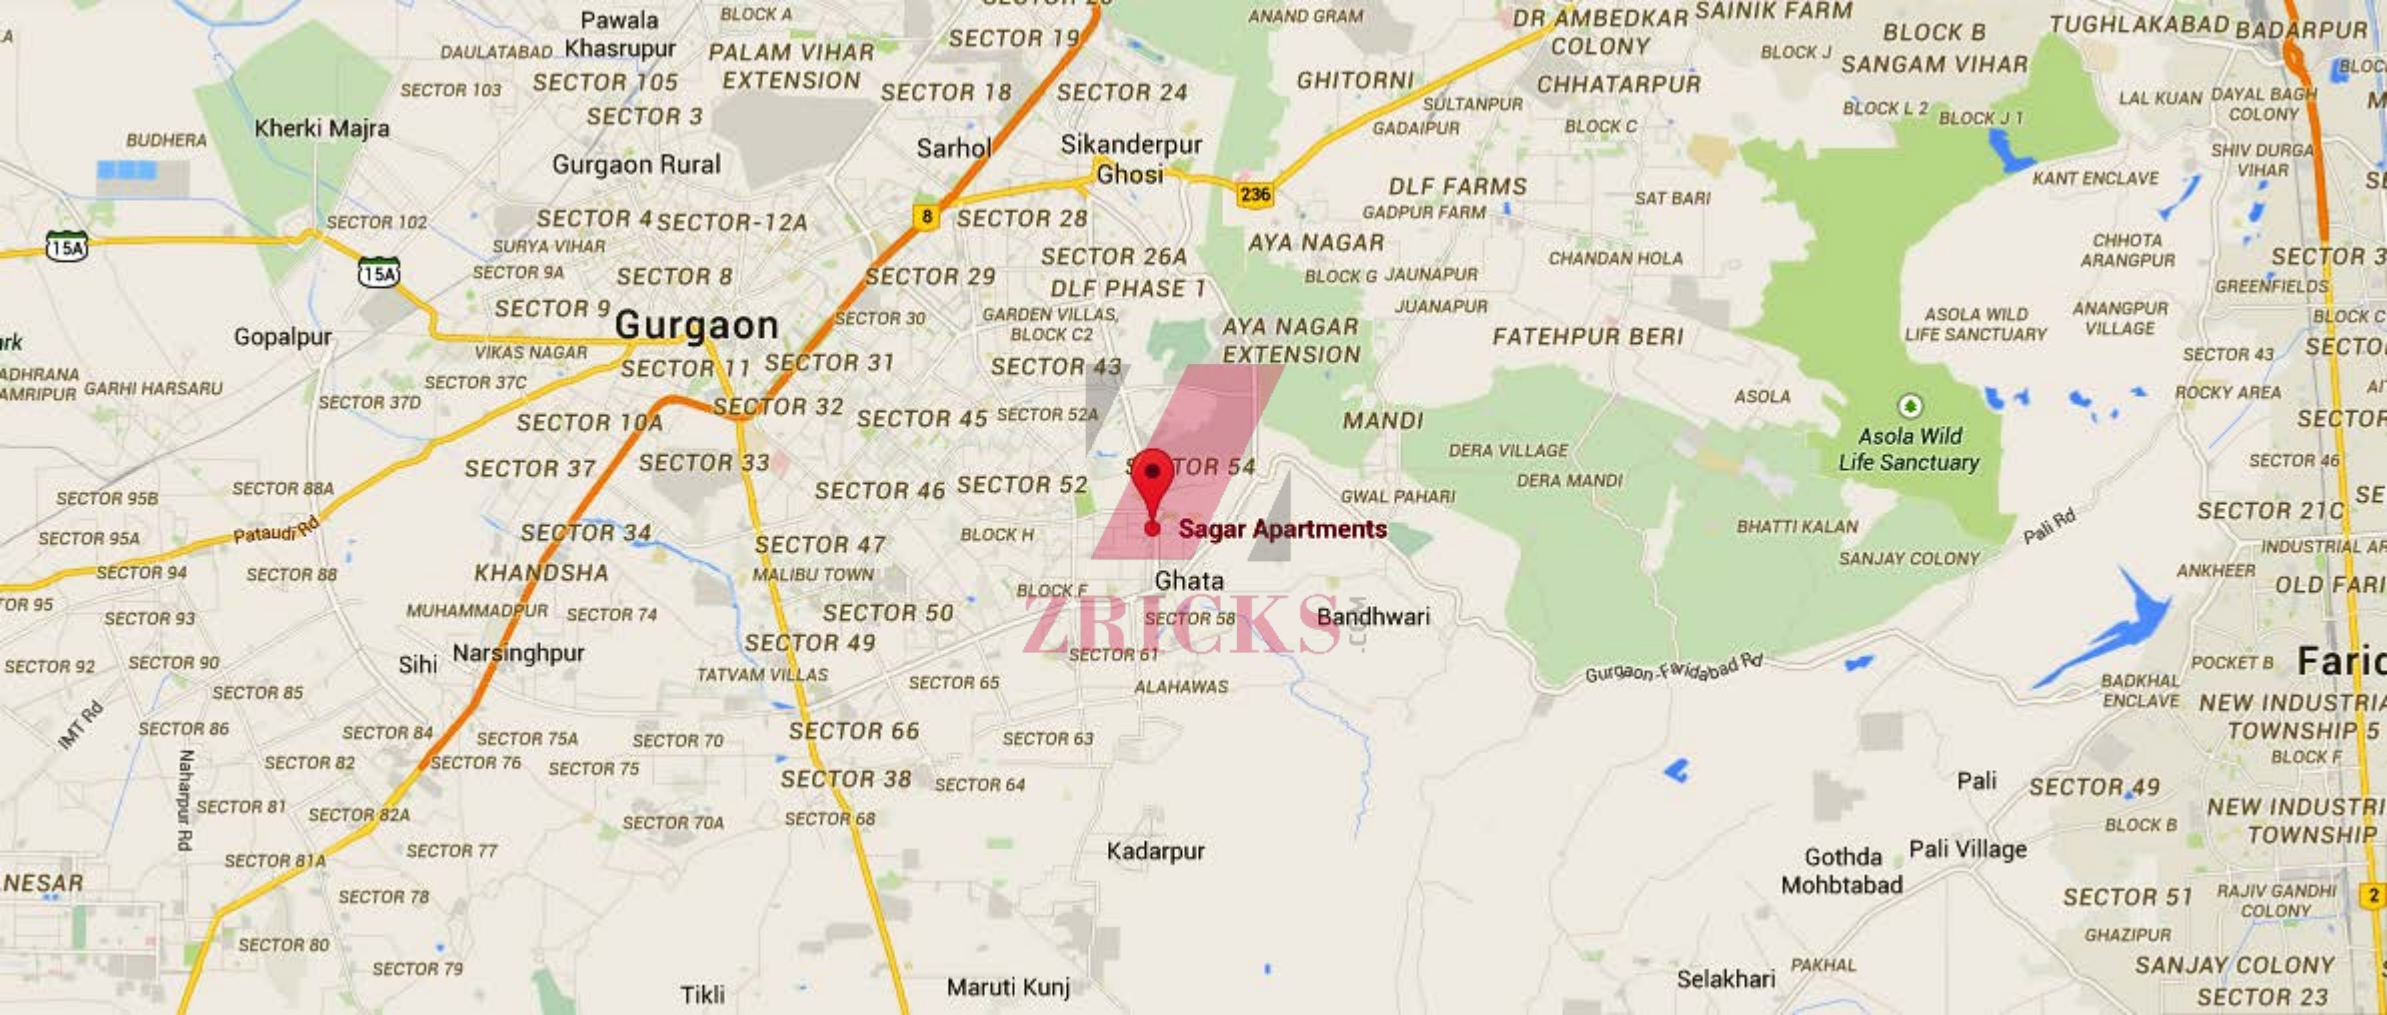 Pawala
Khasrupur
BLOCK A
SECTOR 19
ANAND GRAM
DR AMBEDKAR
COLONY
SAINIK FARM
BLOCK B
SANGAM VIHAR
TUGHLAKABAD
BADARPUR
DAULATABAD
PALAM VIHAR
EXTENSION
BLOCK J
SECTOR 103
SECTOR 105
SECTOR 18
SECTOR 24
GHITORNI
CHHATARPUR
SECTOR 3
SULTANPUR
BLOCK L 2
BLOCK J 1
LAL KUAN
DAYAL BAGH
COLONY
BUDHERA
Kherki Majra
Gurgaon Rural
Sarhol
Sikanderpur
Ghosi
GADAIPUR
BLOCK C
SHIV DURGA
VIHAR
KANT ENCLAVE
236
DLF FARMS
GADPUR FARM
SAT BARI
SECTOR 102
SECTOR 4
SECTOR-12A
8
SECTOR 28
15A
15A
SURYA VIHAR
SECTOR 9A
SECTOR 8
SECTOR 29
SECTOR 26A
DLF PHASE 1
AYA NAGAR
BLOCK G
JAUNAPUR
JUANAPUR
CHANDAN HOLA
CHHOTA
ARANGPUR
GREENFIELDS
SECTOR 9
Gurgaon
SECTOR 30
GARDEN VILLAS,
BLOCK C2
AYA NAGAR
EXTENSION
FATEHPUR BERI
ASOLA WILD
LIFE SANCTUARY
ANANGPUR
VILLAGE
Gopalpur
VIKAS NAGAR
SECTOR 11
SECTOR 31
SECTOR 43
SECTOR 43
GARHI HARSARU
SECTOR 37C
SECTOR 37D
SECTOR 10A
SECTOR 32
SECTOR 45
SECTOR 52A
MANDI
ASOLA
ROCKY AREA
Asola Wild
Life Sanctuary
SECTOR 37
SECTOR 33
SECTOR 46
SECTOR 52
DERA VILLAGE
DERA MANDI
GWAL PAHARI
SECTOR 46
SECTOR 95B
SECTOR 88A
Pataudi Rd
SECTOR 95A
SECTOR 34
SECTOR 47
BLOCK H
Sagar Apartments
BHATTI KALAN
SANJAY COLONY
Pali Rd
SECTOR 21C
ANKHEER
SECTOR 94
SECTOR 88
KHANDSHA
MALIBU TOWN
BLOCK F
Ghata
SECTOR 93
MUHAMMADPUR
SECTOR 74
SECTOR 50
SECTOR 58
Bandhwari
ZRICKS
.COM
SECTOR 92
SECTOR 90
Sihi
Narsinghpur
SECTOR 49
SECTOR 61
Gurgaon-Faridabad Rd
POCKET B
SECTOR 85
TATVAM VILLAS
SECTOR 65
ALAHAWAS
BADKHAL
ENCLAVE
IMT Rd
SECTOR 86
SECTOR 84
SECTOR 75A
SECTOR 70
SECTOR 66
SECTOR 63
TOWNSHIP 5
BLOCK F
Naharpur Rd
SECTOR 82
SECTOR 76
SECTOR 75
SECTOR 38
SECTOR 64
Pali
SECTOR 49
SECTOR 81
SECTOR 82A
SECTOR 70A
SECTOR 68
BLOCK B
TOWNSHIP
SECTOR 81A
SECTOR 77
Kadarpur
Gothda
Mohbtabad
Pali Village
SECTOR 78
SECTOR 51
RAJIV GANDHI
COLONY
2
SECTOR 80
SECTOR 79
GHAZIPUR
PAKHAL
SANJAY COLONY
Tikli
Maruti Kunj
Selakhari
SECTOR 23